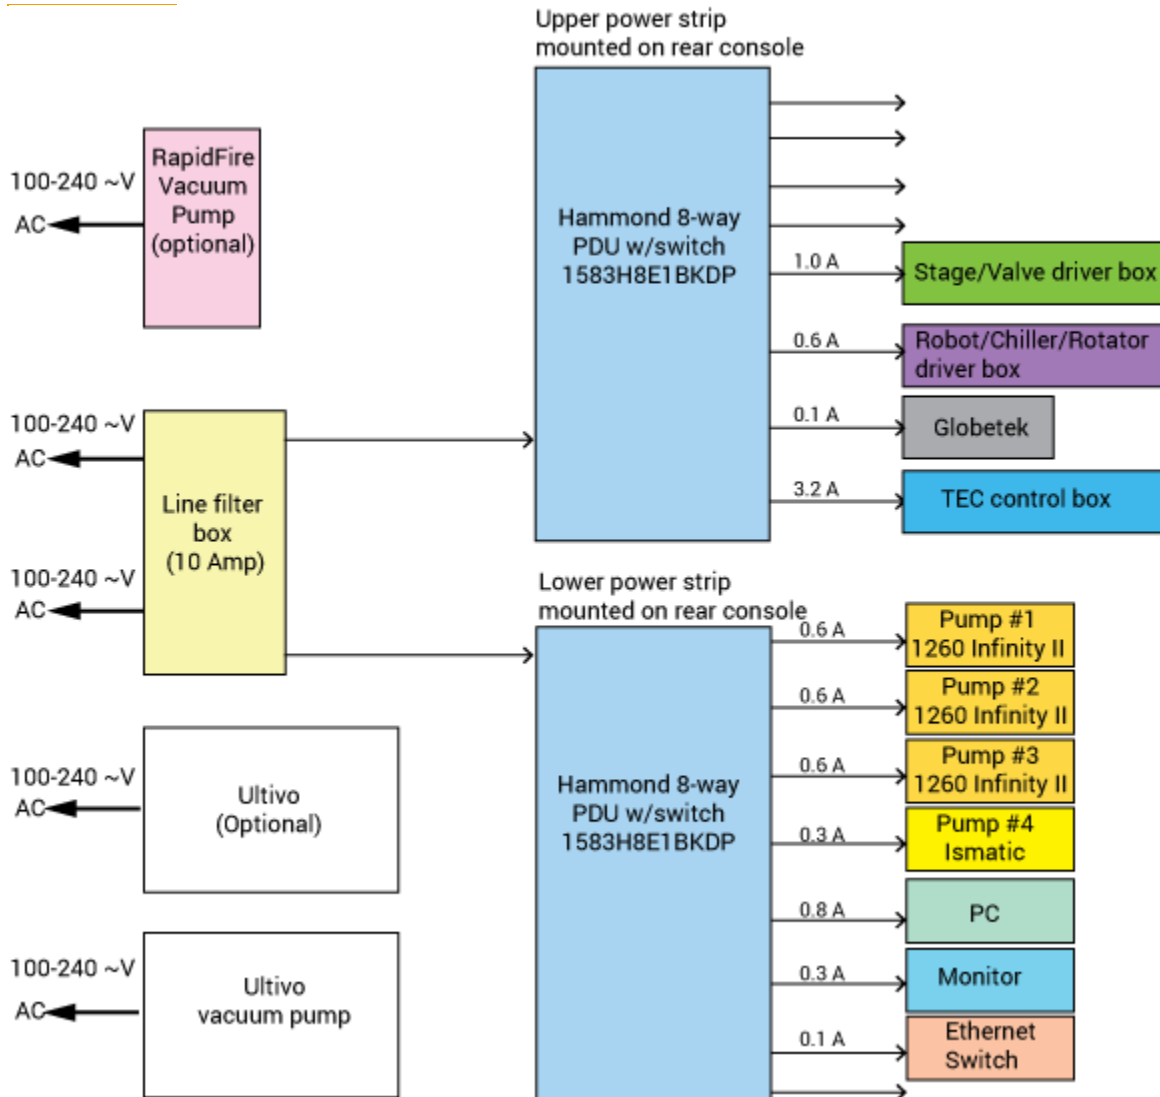 Upper power strip
mounted on rear console
RapidFire
Vacuum
Pump
(optional)
100-240 ~V
AC
Hammond 8-way
PDU w/switch
1583H8E1BKDP
1.0 A
Stage/Valve driver box
0.6 A
Robot/Chiller/Rotator
driver box
0.1 A
Globetek
3.2 A
TEC control box
100-240 ~V
AC
Line filter
box
(10 Amp)
100-240 ~V
AC
Lower power strip
mounted on rear console
Hammond 8-way
PDU w/switch
1583H8E1BKDP
0.6 A
Pump #1
1260 Infinity II
0.6 A
Pump #2
1260 Infinity II
0.6 A
Pump #3
1260 Infinity II
0.3 A
Pump #4
Ismatic
0.8 A
PC
0.3 A
Monitor
0.1 A
Ethernet
Switch
100-240 ~V
AC
Ultivo
(Optional)
100-240 ~V
AC
Ultivo
vacuum pump